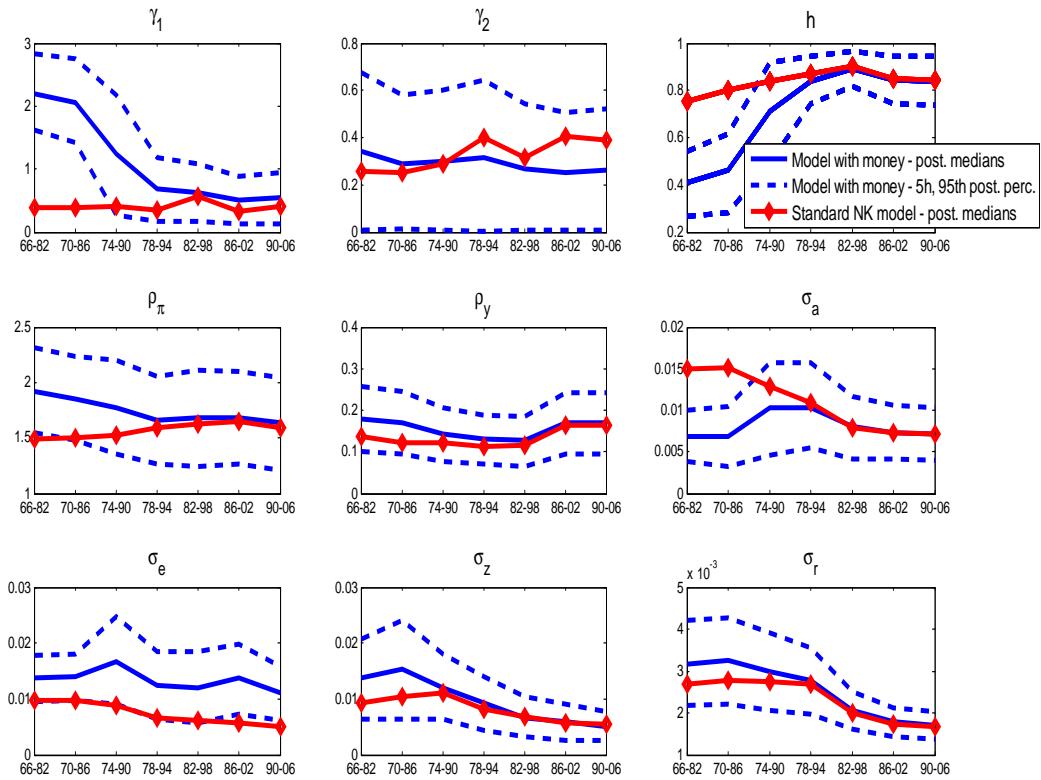 γ1 γ2 h
3 0.8 1
2 0.6 0.8
1 0.4 0.6
0 0.2 0.4
0 0.2
Model with money - post. medians
Model with money - 5h, 95th post. perc.
Standard NK model - post. medians
66-82 70-86 74-90 78-94 82-98 86-02 90-06 66-82 70-86 74-90 78-94 82-98 86-02 90-06 66-82 70-86 74-90 78-94 82-98 86-02 90-06
ρπ ρy σa
2.5 0.4 0.02
2 0.3 0.015
1.5 0.2 0.01
0.1 0.005
1 0 0
66-82 70-86 74-90 78-94 82-98 86-02 90-06 66-82 70-86 74-90 78-94 82-98 86-02 90-06 66-82 70-86 74-90 78-94 82-98 86-02 90-06
σe σz σr
x 10-3
0.03 0.03 5
4
0.02 0.02
3
0.01 0.01
2
0 0 1
66-82 70-86 74-90 78-94 82-98 86-02 90-06 66-82 70-86 74-90 78-94 82-98 86-02 90-06 66-82 70-86 74-90 78-94 82-98 86-02 90-06